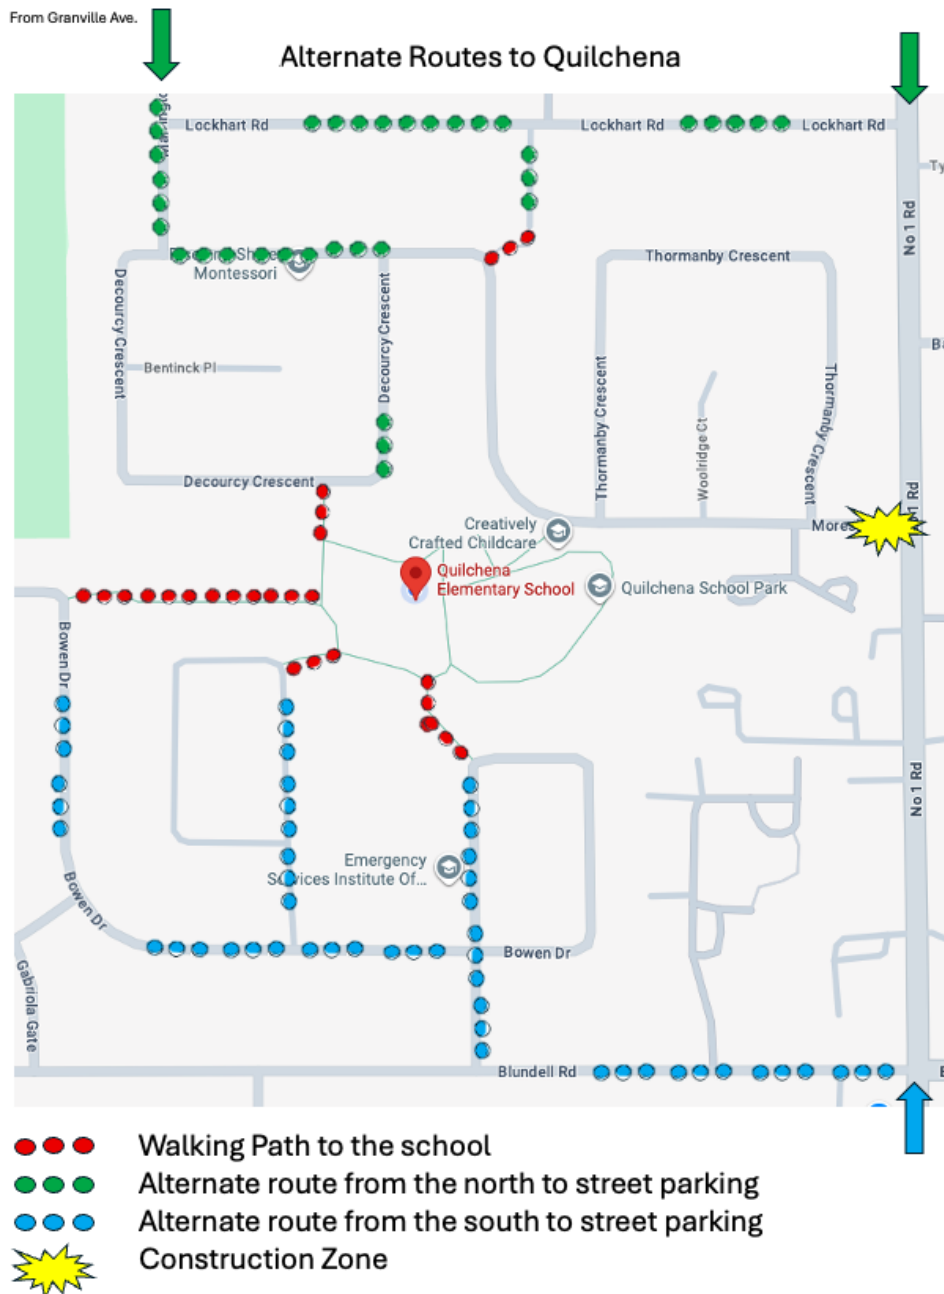 From Granville Ave.
Alternate Routes to Quilchena
Lockhart Rd
Lockhart Rd
Lockhart Rd
No 1 Rd
Montessori
Thormanby Crescent
Decourcy Crescent
Decourcy Crescent
Bentinck Pl
Thormanby Crescent
Thormanby Crescent
Woolridge Ct
Decourcy Crescent
Creatively
Crafted Childcare
Quilchena
Elementary School
Quilchena School Park
Bowen Dr
No 1 Rd
Emergency
Services Institute Of...
Bowen Dr
Bowen Dr
Gabriola Gate
Blundell Rd
Walking Path to the school
Alternate route from the north to street parking
Alternate route from the south to street parking
Construction Zone